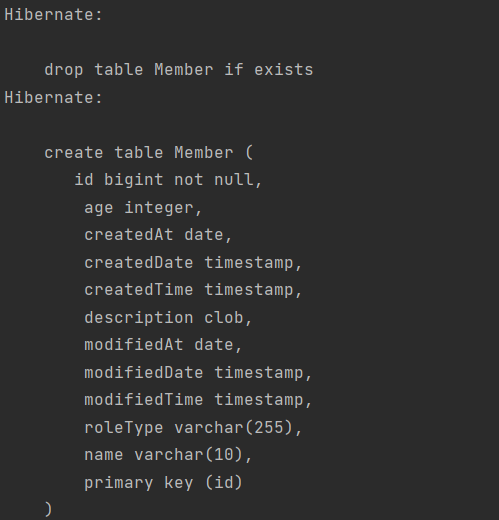 Hibernate:
drop table Member if exists
Hibernate:
create table Member (
id bigint not null,
age integer,
createdAt date,
createdDate timestamp,
createdTime timestamp,
description clob,
modifiedAt date,
modifiedDate timestamp,
modifiedTime timestamp,
roleType varchar(255),
name varchar(10),
primary key (id)
)